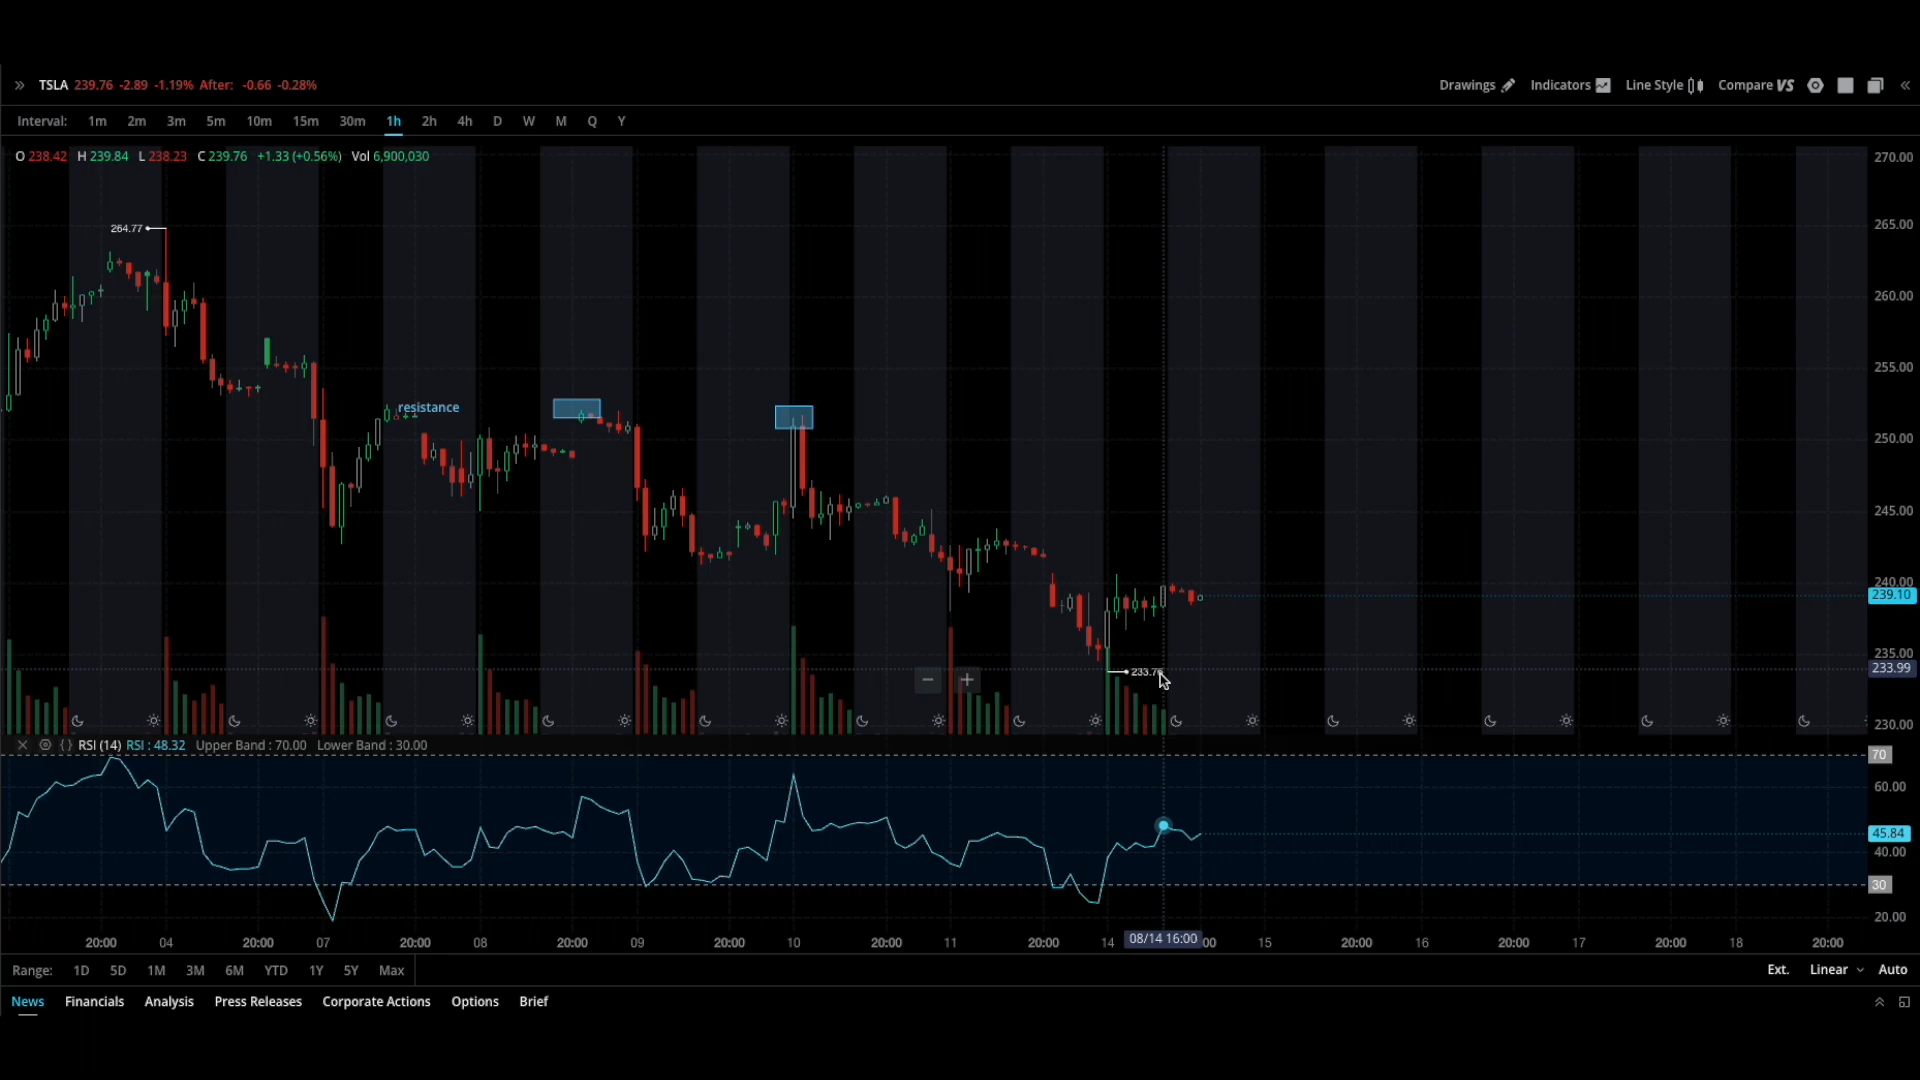 TSLA 239.76 -2.89 -1.19% After: -0.66 -0.28% Drawings Indicators Line Style Compare VS
Interval: 1m 2m 3m 5m 10m 15m 30m 1h 2h 4h D W M Q Y
O 238.42 H 239.84 L 238.23 C 239.76 +1.33 (+0.56%) Vol 6,900,030
270.00
265.00
264.77
260.00
255.00
resistance
250.00
245.00
240.00
239.10
235.00
233.99
233.76
230.00
RSI (14) RSI : 48.32 Upper Band : 70.00 Lower Band : 30.00
70
60.00
45.84
40.00
30
20.00
20:00 04 20:00 07 20:00 08 20:00 09 20:00 10 20:00 11 20:00 14 08/14 16:00 00 15 20:00 16 20:00 17 20:00 18 20:00
Range: 1D 5D 1M 3M 6M YTD 1Y 5Y Max Ext. Linear Auto
News Financials Analysis Press Releases Corporate Actions Options Brief